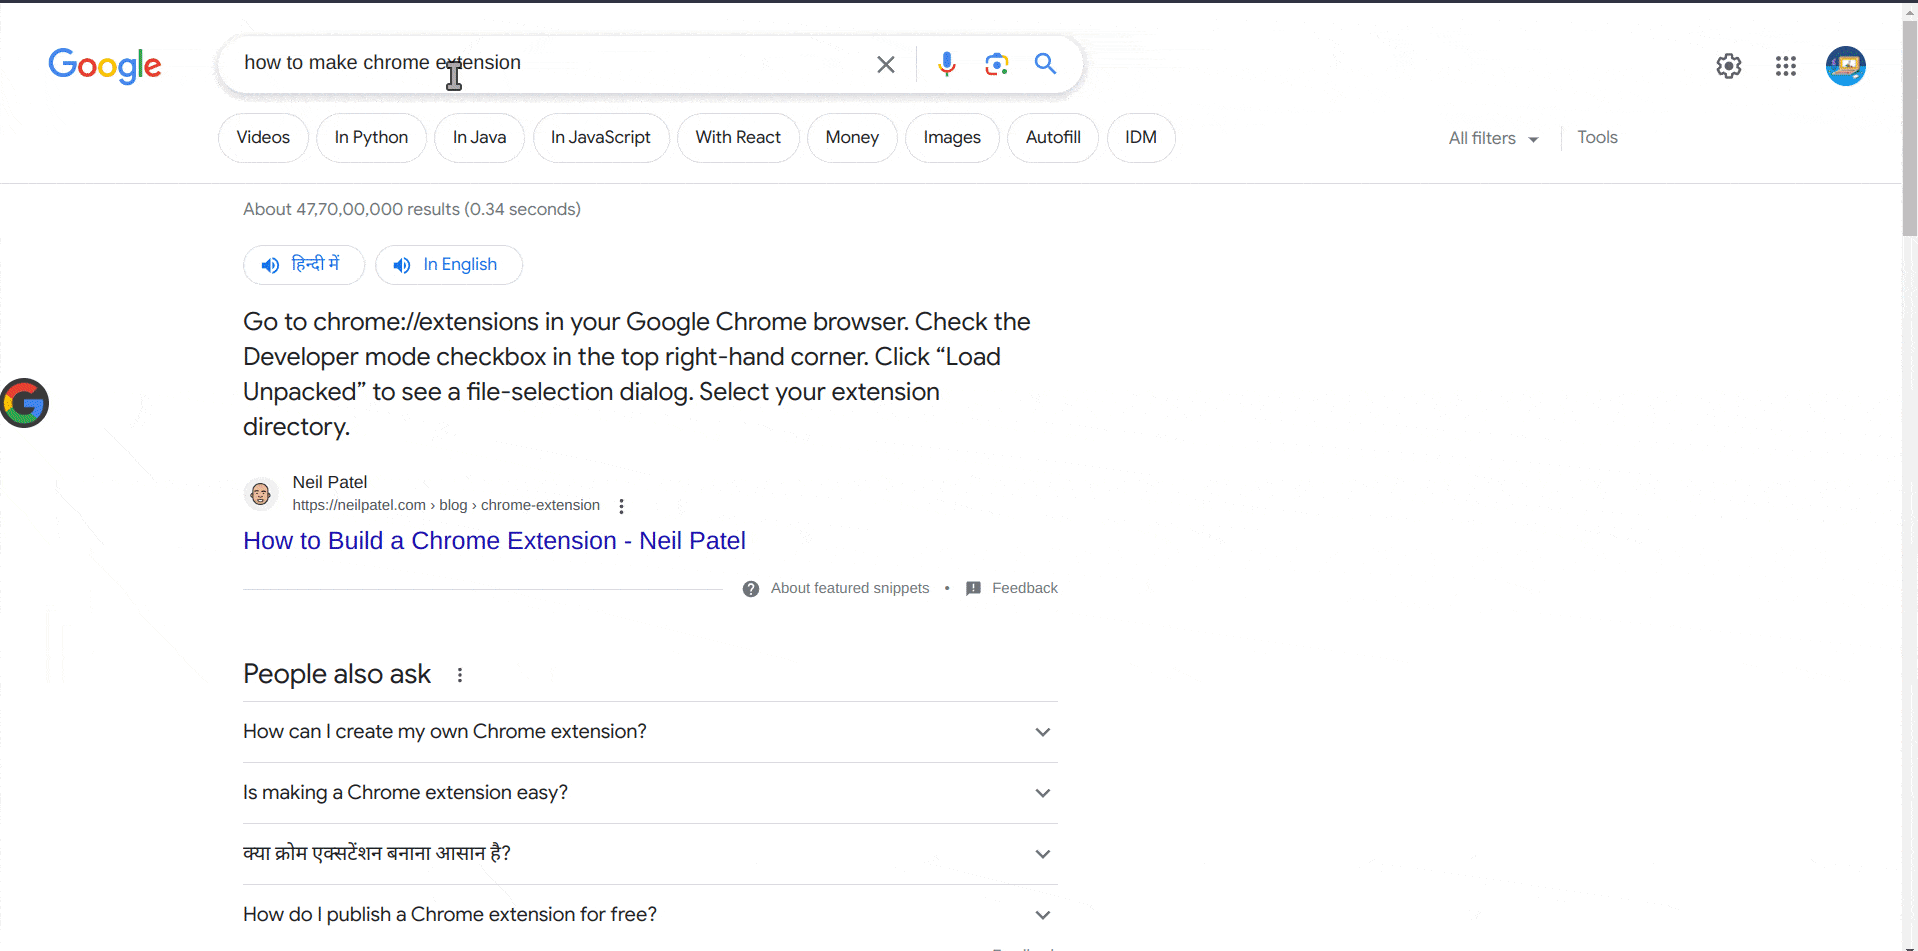 Google
how to make chrome extension
Videos
In Python
In Java
In JavaScript
With React
Money
Images
Autofill
IDM
All filters
Tools
About 47,70,00,000 results (0.34 seconds)
हिन्दी में
In English
Go to chrome://extensions in your Google Chrome browser. Check the
Developer mode checkbox in the top right-hand corner. Click “Load
Unpacked” to see a file-selection dialog. Select your extension
directory.
Neil Patel
https://neilpatel.com › blog › chrome-extension
How to Build a Chrome Extension - Neil Patel
About featured snippets • Feedback
People also ask
How can I create my own Chrome extension?
Is making a Chrome extension easy?
क्या क्रोम एक्सटेंशन बनाना आसान है?
How do I publish a Chrome extension for free?